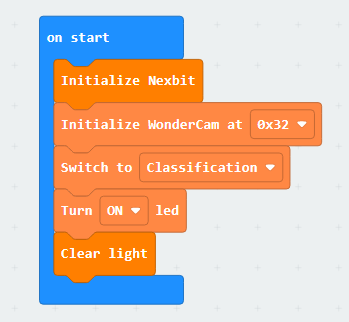 on start
Initialize Nexbit
Initialize WonderCam at 0x32
Switch to Classification
Turn ON led
Clear light